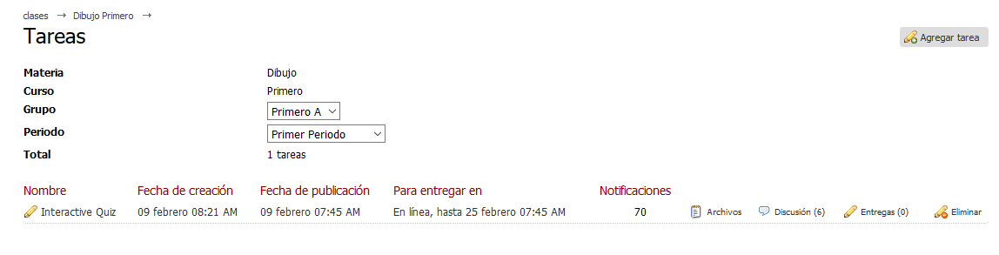 clases → Dibujo Primero →
Tareas
Agregar tarea
Materia Dibujo
Curso Primero
Grupo Primero A
Periodo Primer Periodo
Total 1 tareas
Nombre Fecha de creación Fecha de publicación Para entregar en Notificaciones
Interactive Quiz 09 febrero 08:21 AM 09 febrero 07:45 AM En línea, hasta 25 febrero 07:45 AM 70 Archivos Discusión (6) Entregas (0) Eliminar